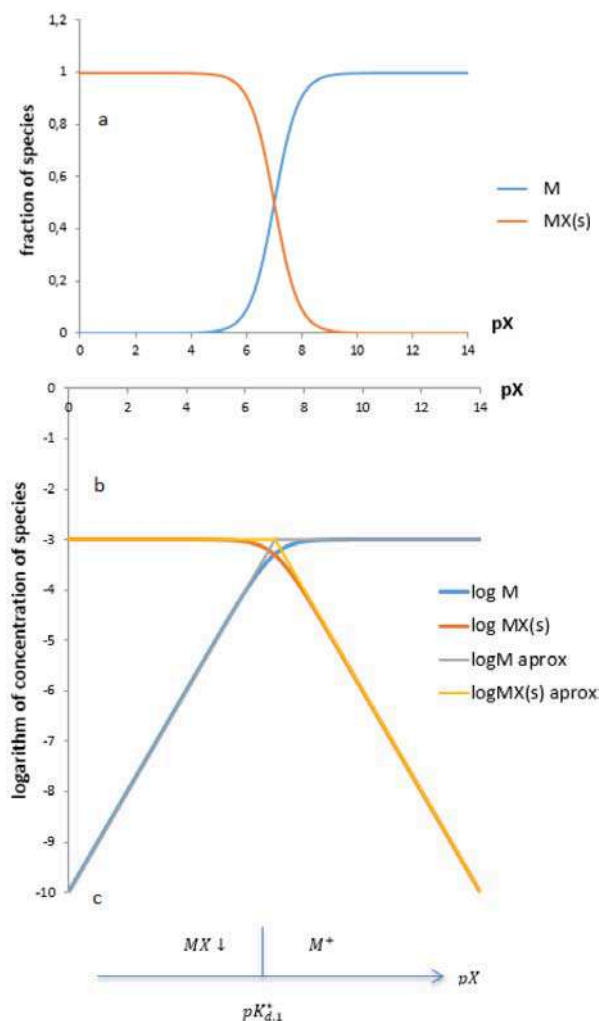 1,2
1
0,8
0,6
0,4
0,2
0
fraction of species
a
M
MX(s)
0 2 4 6 8 10 12 14
pX
0
-1
-2
-3
-4
-5
-6
-7
-8
-9
-10
0 2 4 6 8 10 12 14
pX
logarithm of concentration of species
b
log M
log MX(s)
logM aprox
logMX(s) aprox
c
MX ↓ M⁺
pX
pK*d,1